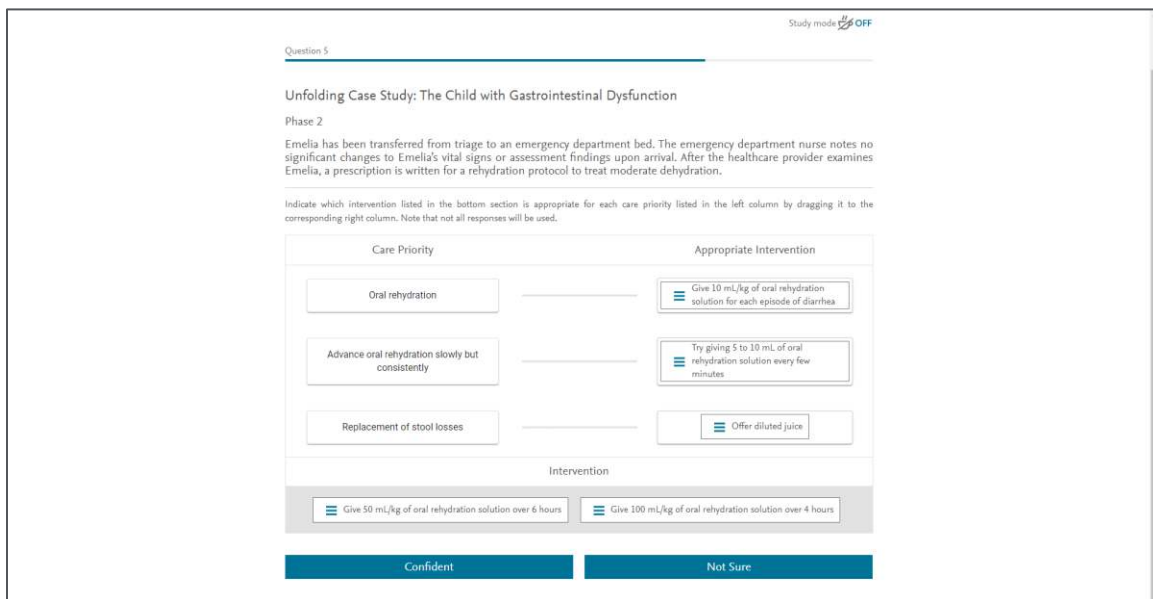 Study mode OFF
Question 5
Unfolding Case Study: The Child with Gastrointestinal Dysfunction
Phase 2
Emelia has been transferred from triage to an emergency department bed. The emergency department nurse notes no
significant changes to Emelia's vital signs or assessment findings upon arrival. After the healthcare provider examines
Emelia, a prescription is written for a rehydration protocol to treat moderate dehydration.
Indicate which intervention listed in the bottom section is appropriate for each care priority listed in the left column by dragging it to the
corresponding right column. Note that not all responses will be used.
Care Priority
Appropriate Intervention
Oral rehydration
Give 10 mL/kg of oral rehydration
solution for each episode of diarrhea
Advance oral rehydration slowly but
consistently
Try giving 5 to 10 mL of oral
rehydration solution every few
minutes
Replacement of stool losses
Offer diluted juice
Intervention
Give 50 mL/kg of oral rehydration solution over 6 hours
Give 100 mL/kg of oral rehydration solution over 4 hours
Confident
Not Sure